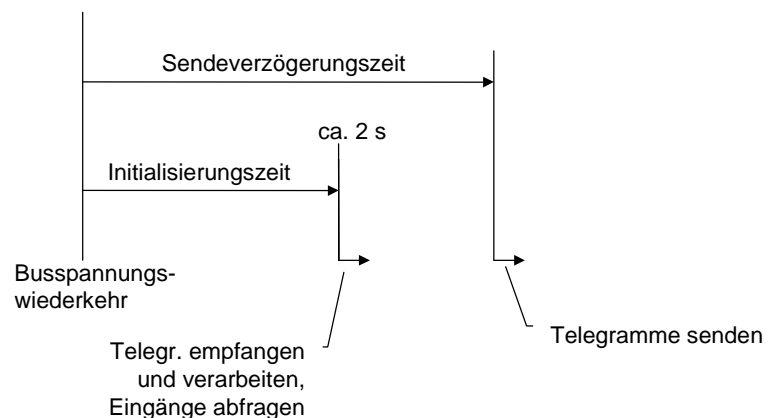 Sendeverzögerungszeit
ca. 2 s
Initialisierungszeit
Busspannungs-
wiederkehr
Telegramme senden
Telegr. empfangen
und verarbeiten,
Eingänge abfragen